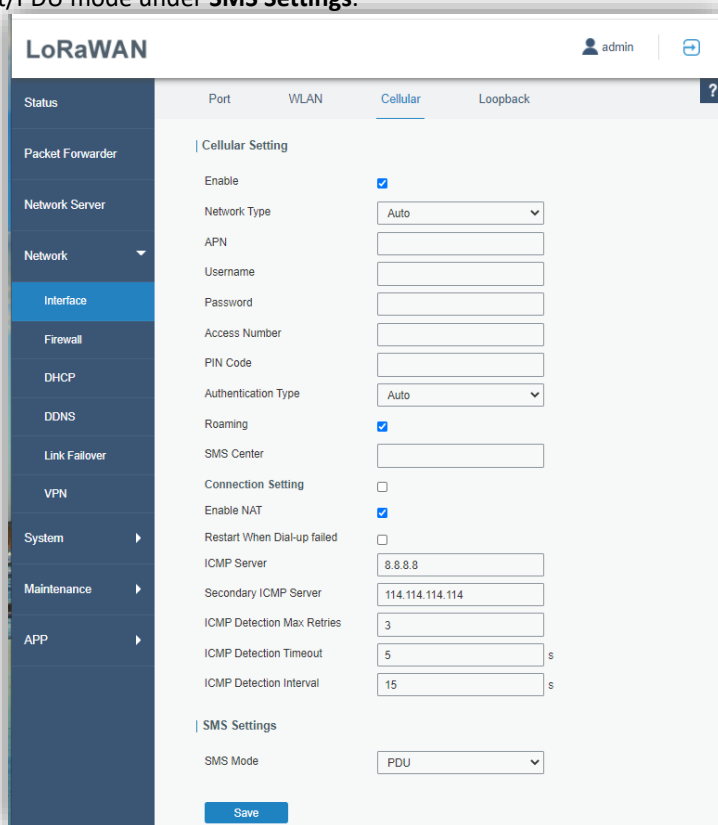 /PDU mode under SMS Settings.
LoRaWAN
admin
?
Status
Packet Forwarder
Network Server
Network
Interface
Firewall
DHCP
DDNS
Link Failover
VPN
System
Maintenance
APP
Port WLAN Cellular Loopback
Cellular Setting
Enable
Network Type Auto
APN
Username
Password
Access Number
PIN Code
Authentication Type Auto
Roaming
SMS Center
Connection Setting
Enable NAT
Restart When Dial-up failed
ICMP Server 8.8.8.8
Secondary ICMP Server 114.114.114.114
ICMP Detection Max Retries 3
ICMP Detection Timeout 5 s
ICMP Detection Interval 15 s
SMS Settings
SMS Mode PDU
Save